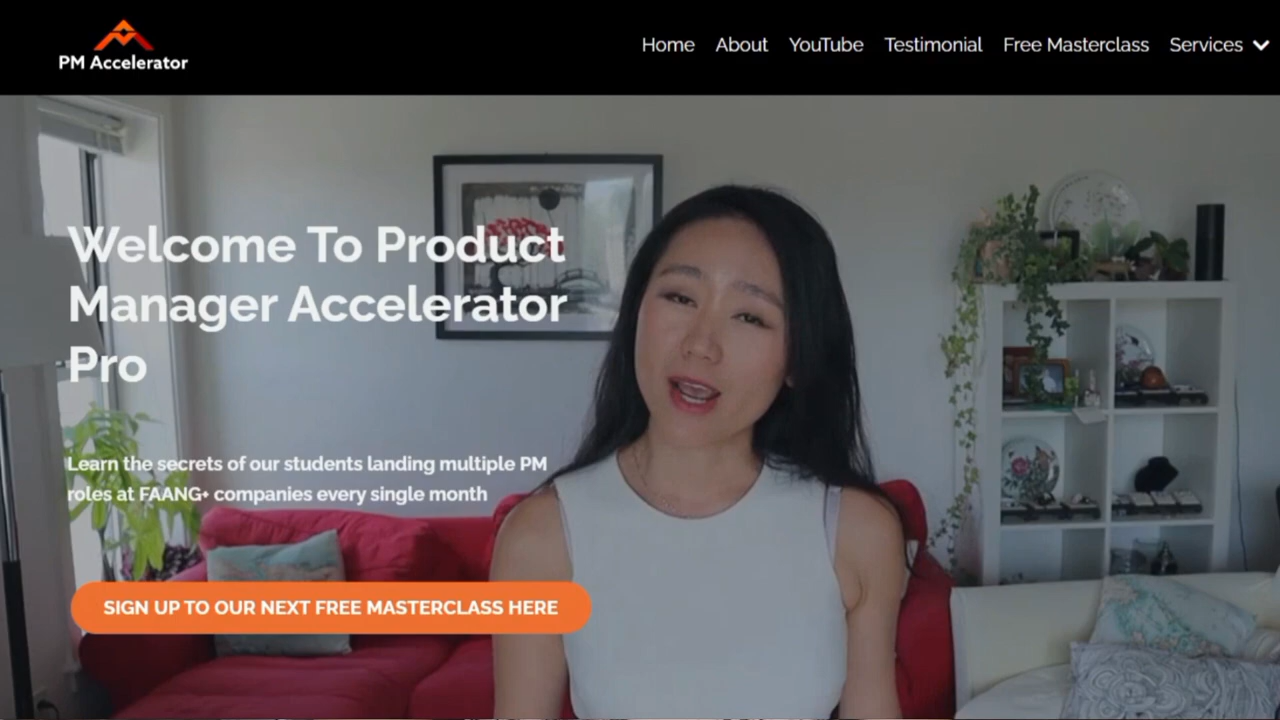 PM Accelerator
Home About YouTube Testimonial Free Masterclass Services
Welcome To Product
Manager Accelerator
Pro
Learn the secrets of our students landing multiple PM
roles at FAANG+ companies every single month
SIGN UP TO OUR NEXT FREE MASTERCLASS HERE